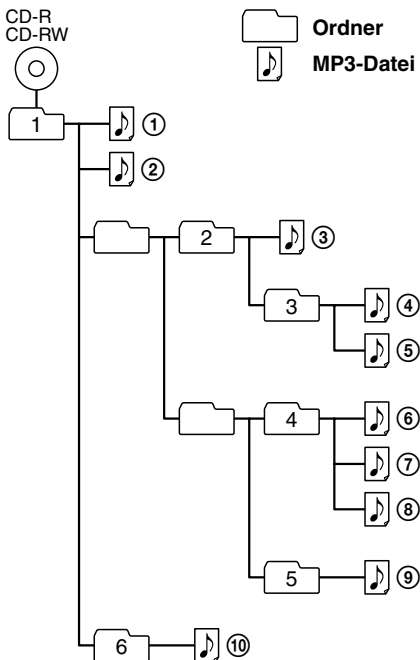 CD-R
CD-RW
Ordner
MP3-Datei
1 ①
②
2 ③
3 ④
⑤
4 ⑥
⑦
⑧
5 ⑨
6 ⑩